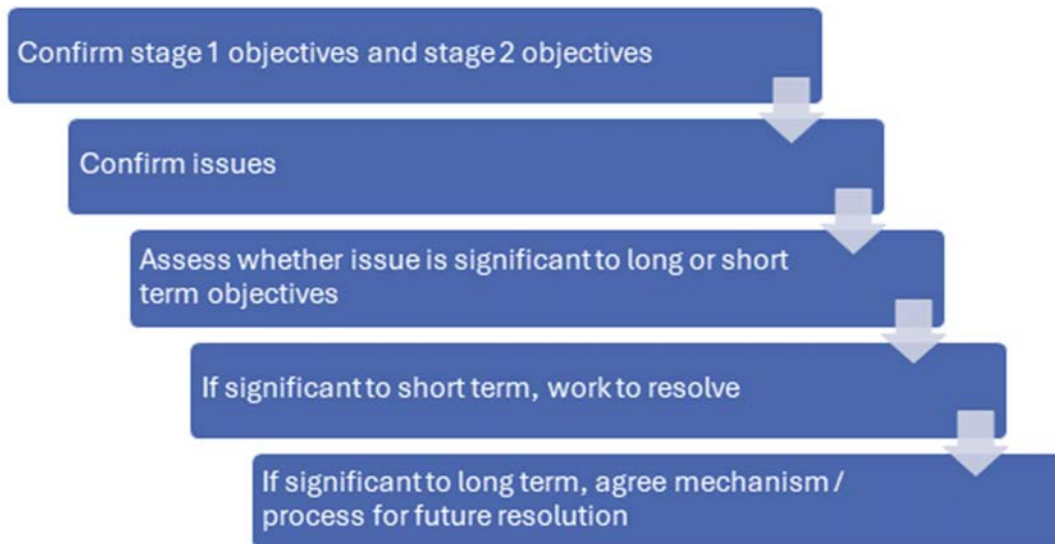 Confirm stage 1 objectives and stage 2 objectives
Confirm issues
Assess whether issue is significant to long or short
term objectives
If significant to short term, work to resolve
If significant to long term, agree mechanism /
process for future resolution